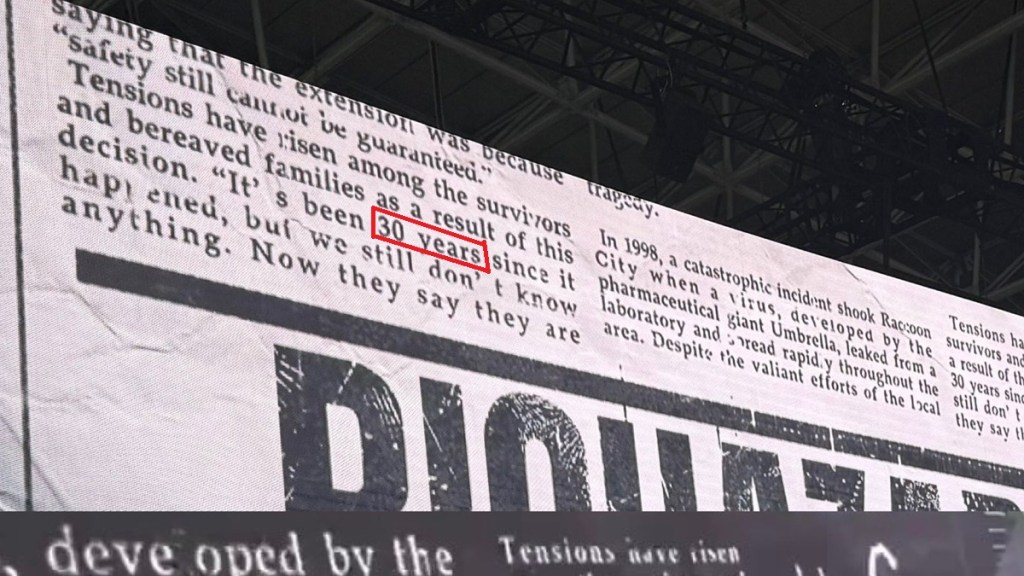 saying that the extension was because
"safety still cannot be guaranteed."
Tensions have risen among the survivors
and bereaved families as a result of this
decision. "It's been 30 years since it
happened, but we still don't know
anything. Now they say they are
tragedy.
In 1998, a catastrophic incident shook Raccoon
City when a virus, developed by the
pharmaceutical giant Umbrella, leaked from a
laboratory and spread rapidly throughout the
area. Despite the valiant efforts of the local
Tensions ha
survivors and
a result of th
30 years sinc
still don't
they say th
BIOHAZAR
, deve oped by the
Tensions have risen